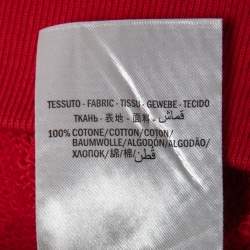 TESSUTO - FABRIC - TISSU - GEWEBE - TECIDO
ТКАНЬ - 表地 - 面料 - قماش
100% COTONE/COTTON/COTON/
BAUMWOLLE/ALGODÓN/ALGODÃO/
ХЛОПОК/綿/棉/قطن